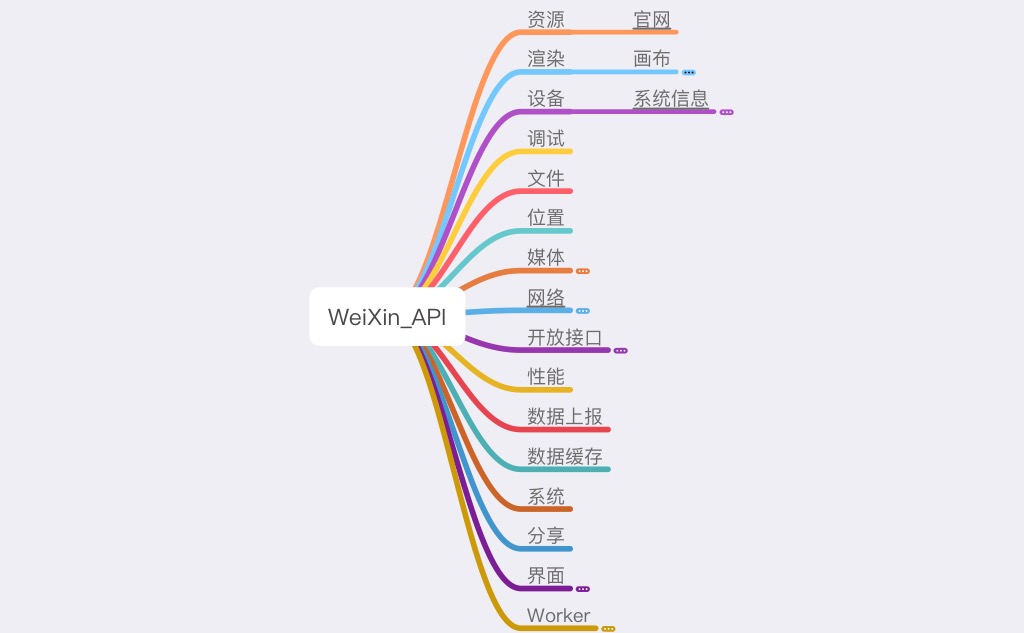 资源 官网
渲染 画布
设备 系统信息
调试
文件
位置
媒体
网络
WeiXin_API
开放接口
性能
数据上报
数据缓存
系统
分享
界面
Worker